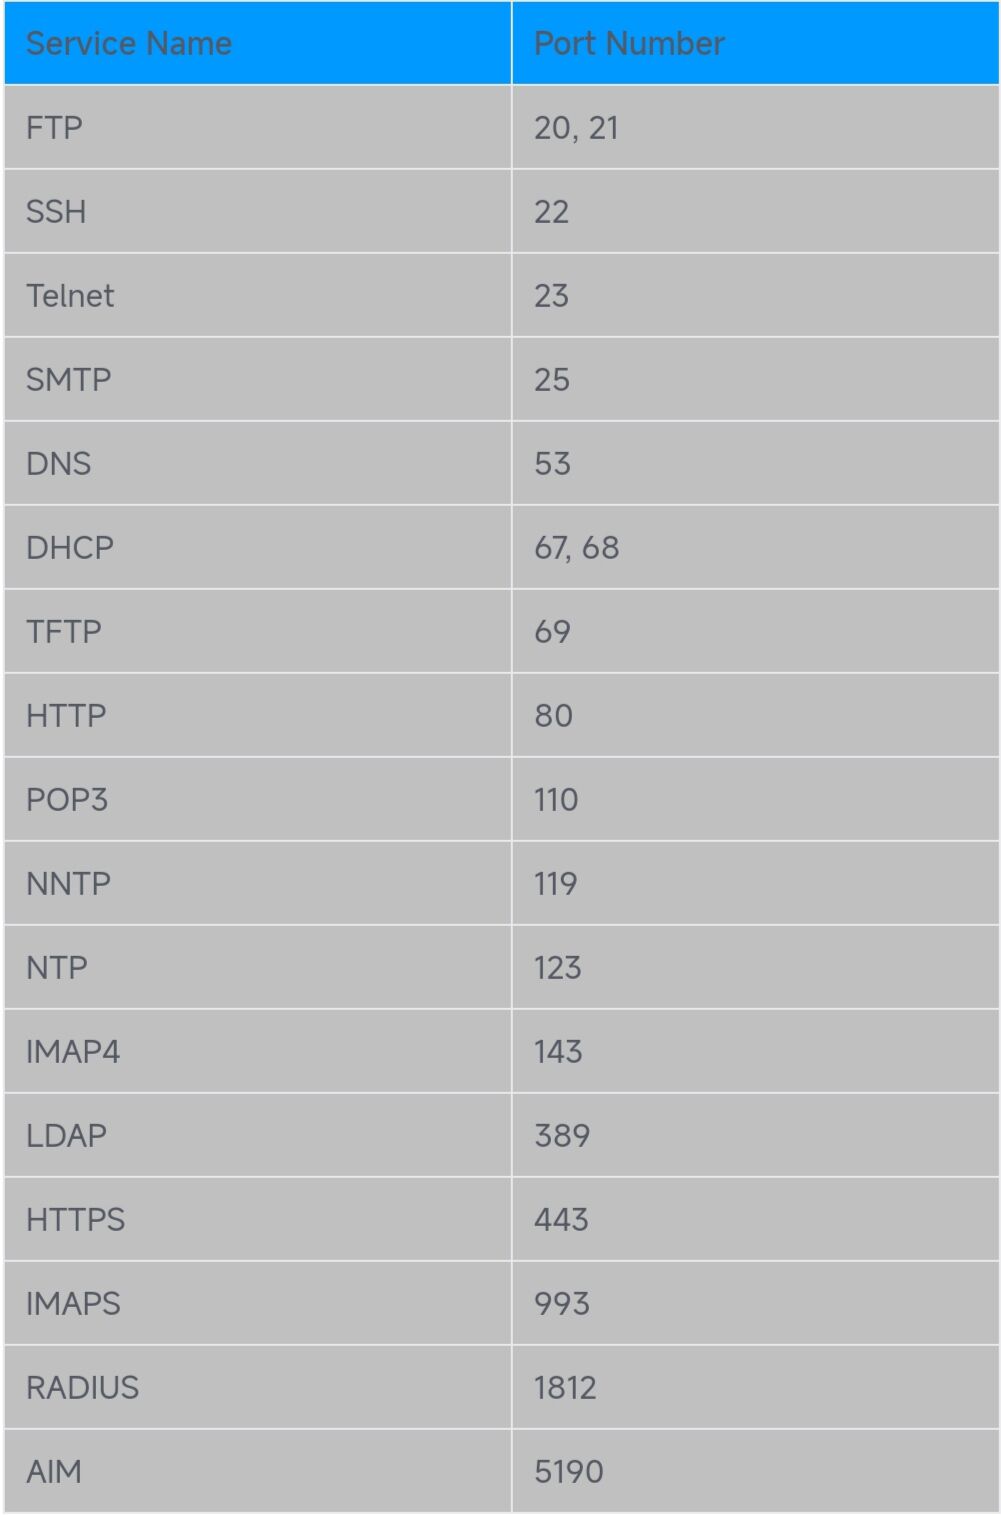 Service Name Port Number
FTP 20, 21
SSH 22
Telnet 23
SMTP 25
DNS 53
DHCP 67, 68
TFTP 69
HTTP 80
POP3 110
NNTP 119
NTP 123
IMAP4 143
LDAP 389
HTTPS 443
IMAPS 993
RADIUS 1812
AIM 5190